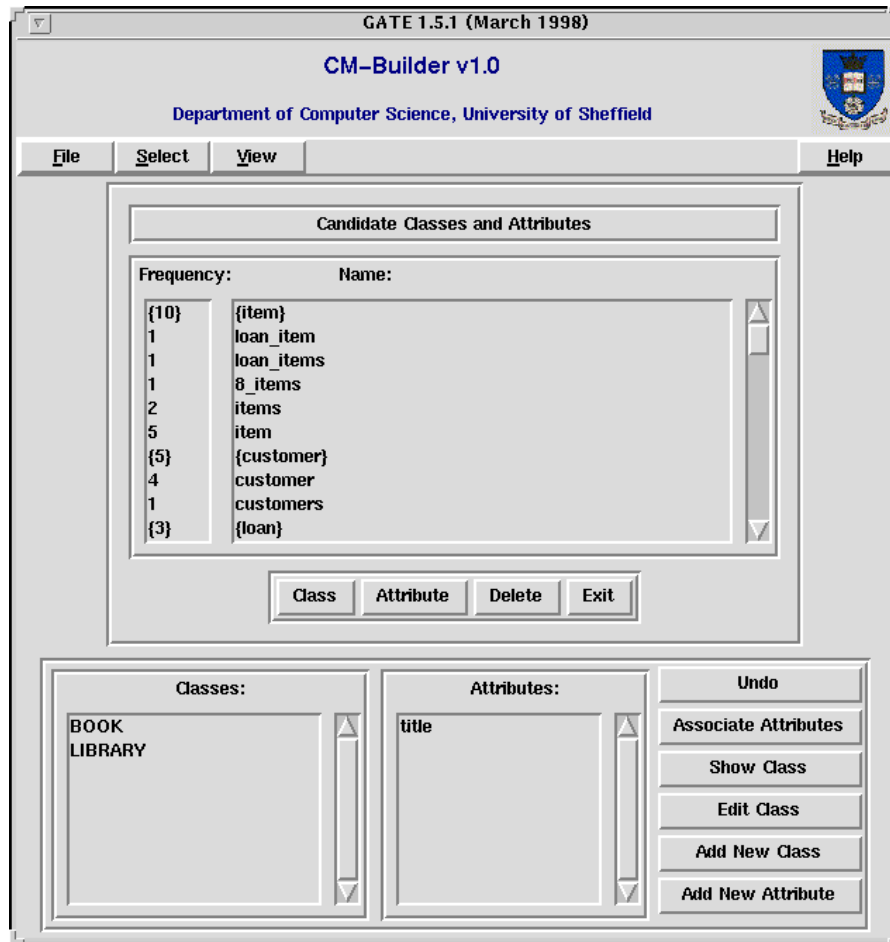 GATE 1.5.1 (March 1998)
CM-Builder v1.0
Department of Computer Science, University of Sheffield
File Select View Help
Candidate Classes and Attributes
Frequency: Name:
{10} {item}
1 loan_item
1 loan_items
1 8_items
2 items
5 item
{5} {customer}
4 customer
1 customers
{3} {loan}
Class Attribute Delete Exit
Classes: Attributes: Undo
BOOK title Associate Attributes
LIBRARY
Show Class
Edit Class
Add New Class
Add New Attribute